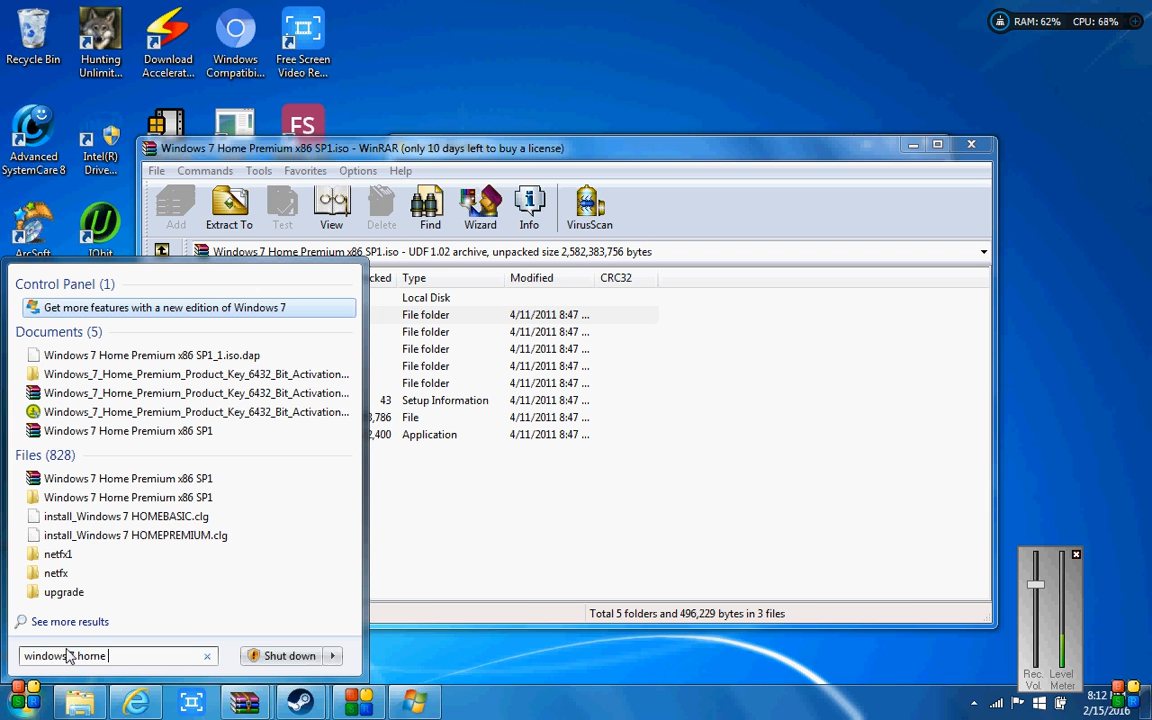 RAM: 62%
CPU: 68%
Recycle Bin
Hunting
Unlimit...
Download
Accelerat...
Windows
Compatibi...
Free Screen
Video Re...
FS
Advanced
SystemCare 8
Intel(R)
Drive...
ArcSoft
IObit
Windows 7 Home Premium x86 SP1.iso - WinRAR (only 10 days left to buy a license)
File Commands Tools Favorites Options Help
Add
Extract To
Test
View
Delete
Find
Wizard
Info
VirusScan
Windows 7 Home Premium x86 SP1.iso - UDF 1.02 archive, unpacked size 2,582,383,756 bytes
cked Type Modified CRC32
Local Disk
File folder 4/11/2011 8:47 ...
File folder 4/11/2011 8:47 ...
File folder 4/11/2011 8:47 ...
File folder 4/11/2011 8:47 ...
File folder 4/11/2011 8:47 ...
43 Setup Information 4/11/2011 8:47 ...
,786 File 4/11/2011 8:47 ...
,400 Application 4/11/2011 8:47 ...
Total 5 folders and 496,229 bytes in 3 files
Control Panel (1)
Get more features with a new edition of Windows 7
Documents (5)
Windows 7 Home Premium x86 SP1_1.iso.dap
Windows_7_Home_Premium_Product_Key_6432_Bit_Activation...
Windows_7_Home_Premium_Product_Key_6432_Bit_Activation...
Windows_7_Home_Premium_Product_Key_6432_Bit_Activation...
Windows 7 Home Premium x86 SP1
Files (828)
Windows 7 Home Premium x86 SP1
Windows 7 Home Premium x86 SP1
install_Windows 7 HOMEBASIC.clg
install_Windows 7 HOMEPREMIUM.clg
netfx1
netfx
upgrade
See more results
windows home
Shut down
Rec. Vol.
Level Meter
8:12
2/15/2016